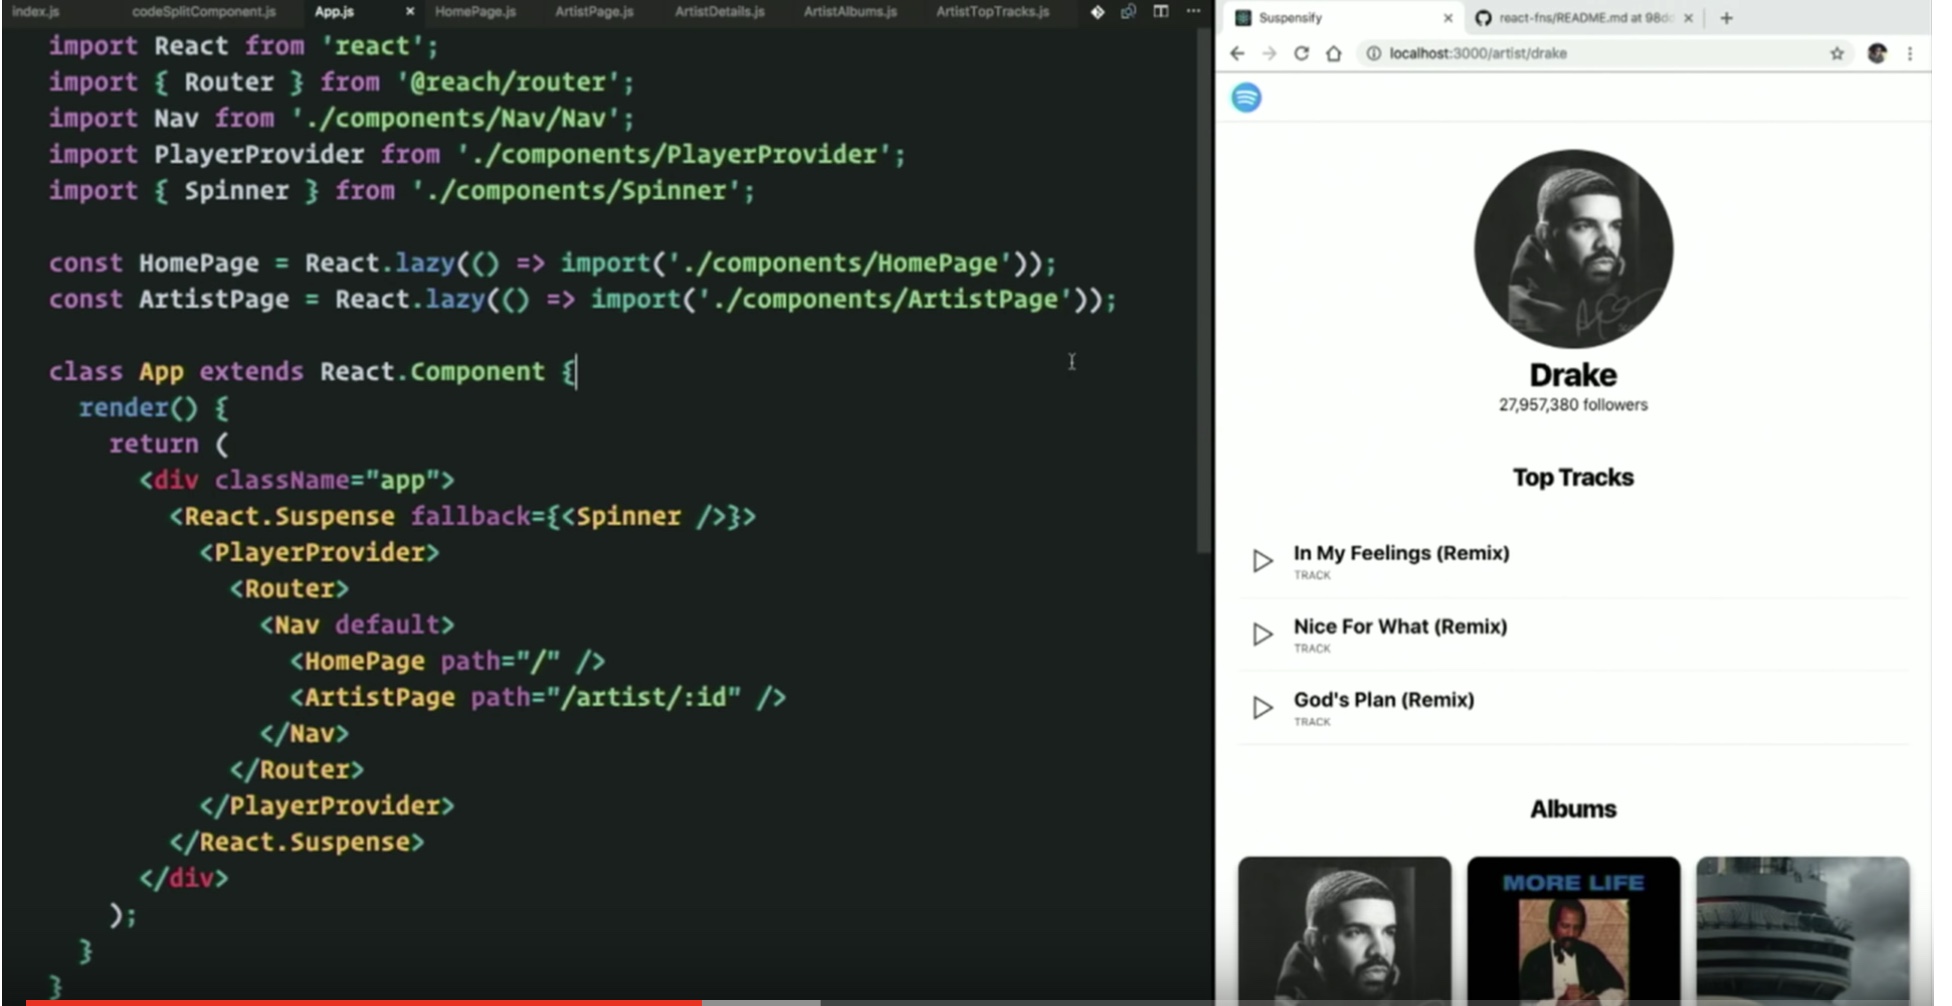 index.js codeSplitComponent.js App.js HomePage.js ArtistPage.js ArtistDetails.js ArtistAlbums.js ArtistTopTracks.js
import React from 'react';
import { Router } from '@reach/router';
import Nav from './components/Nav/Nav';
import PlayerProvider from './components/PlayerProvider';
import { Spinner } from './components/Spinner';
const HomePage = React.lazy(() => import('./components/HomePage'));
const ArtistPage = React.lazy(() => import('./components/ArtistPage'));
class App extends React.Component {
render() {
return (
<div className="app">
<React.Suspense fallback={<Spinner />}>
<PlayerProvider>
<Router>
<Nav default>
<HomePage path="/" />
<ArtistPage path="/artist/:id" />
</Nav>
</Router>
</PlayerProvider>
</React.Suspense>
</div>
);
}
}
Suspensify react-fns/README.md at 98d
localhost:3000/artist/drake
Drake
27,957,380 followers
Top Tracks
In My Feelings (Remix)
TRACK
Nice For What (Remix)
TRACK
God's Plan (Remix)
TRACK
Albums
MORE LIFE